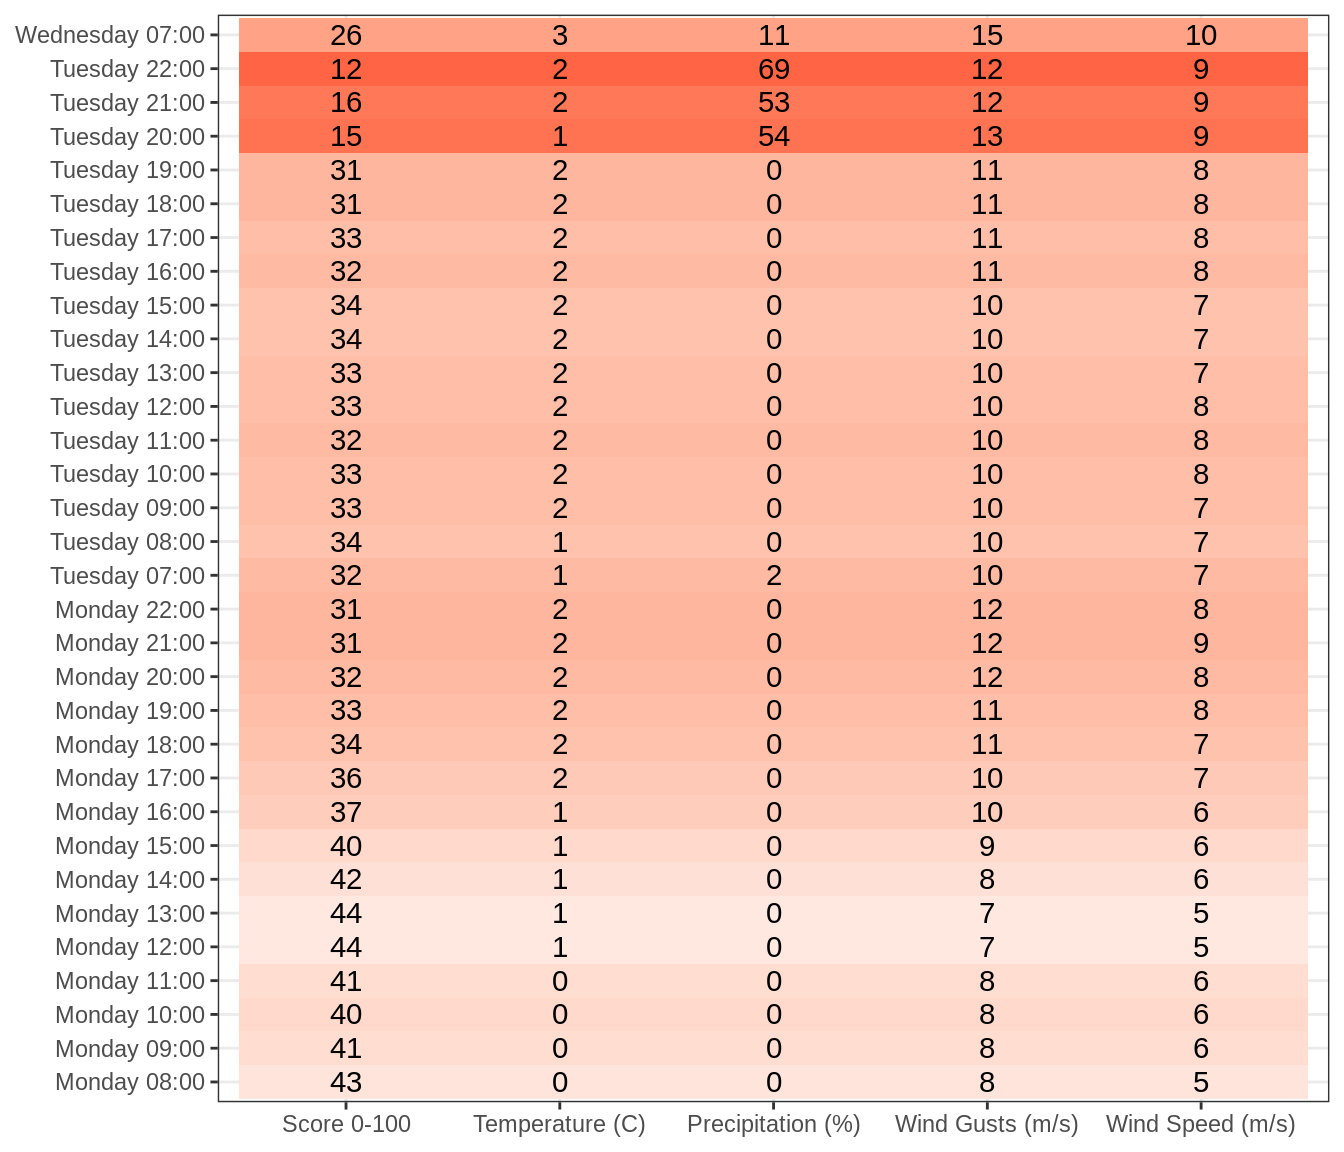 Wednesday 07:00 26 3 11 15 10
Tuesday 22:00 12 2 69 12 9
Tuesday 21:00 16 2 53 12 9
Tuesday 20:00 15 1 54 13 9
Tuesday 19:00 31 2 0 11 8
Tuesday 18:00 31 2 0 11 8
Tuesday 17:00 33 2 0 11 8
Tuesday 16:00 32 2 0 11 8
Tuesday 15:00 34 2 0 10 7
Tuesday 14:00 34 2 0 10 7
Tuesday 13:00 33 2 0 10 7
Tuesday 12:00 33 2 0 10 8
Tuesday 11:00 32 2 0 10 8
Tuesday 10:00 33 2 0 10 8
Tuesday 09:00 33 2 0 10 7
Tuesday 08:00 34 1 0 10 7
Tuesday 07:00 32 1 2 10 7
Monday 22:00 31 2 0 12 8
Monday 21:00 31 2 0 12 9
Monday 20:00 32 2 0 12 8
Monday 19:00 33 2 0 11 8
Monday 18:00 34 2 0 11 7
Monday 17:00 36 2 0 10 7
Monday 16:00 37 1 0 10 6
Monday 15:00 40 1 0 9 6
Monday 14:00 42 1 0 8 6
Monday 13:00 44 1 0 7 5
Monday 12:00 44 1 0 7 5
Monday 11:00 41 0 0 8 6
Monday 10:00 40 0 0 8 6
Monday 09:00 41 0 0 8 6
Monday 08:00 43 0 0 8 5
Score 0-100 Temperature (C) Precipitation (%) Wind Gusts (m/s) Wind Speed (m/s)